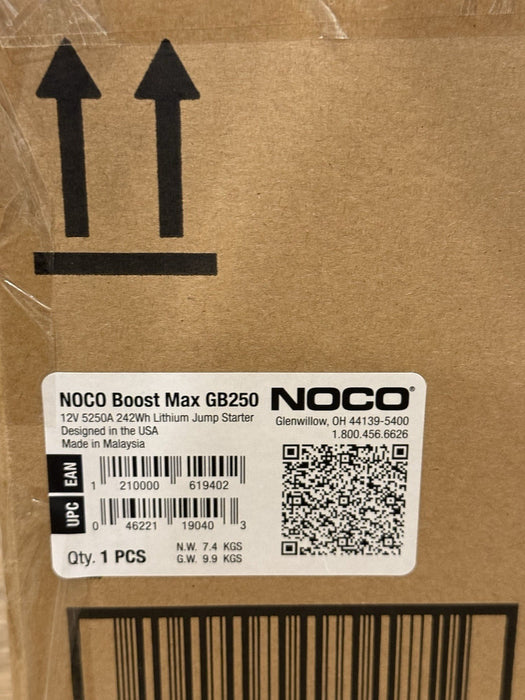 NOCO Boost Max GB250
12V 5250A 242Wh Lithium Jump Starter
Designed in the USA
Made in Malaysia
NOCO®
Glenwillow, OH 44139-5400
1.800.456.6626
EAN
1 210000 619402
UPC
0 46221 19040 3
Qty. 1 PCS
N.W. 7.4 KGS
G.W. 9.9 KGS